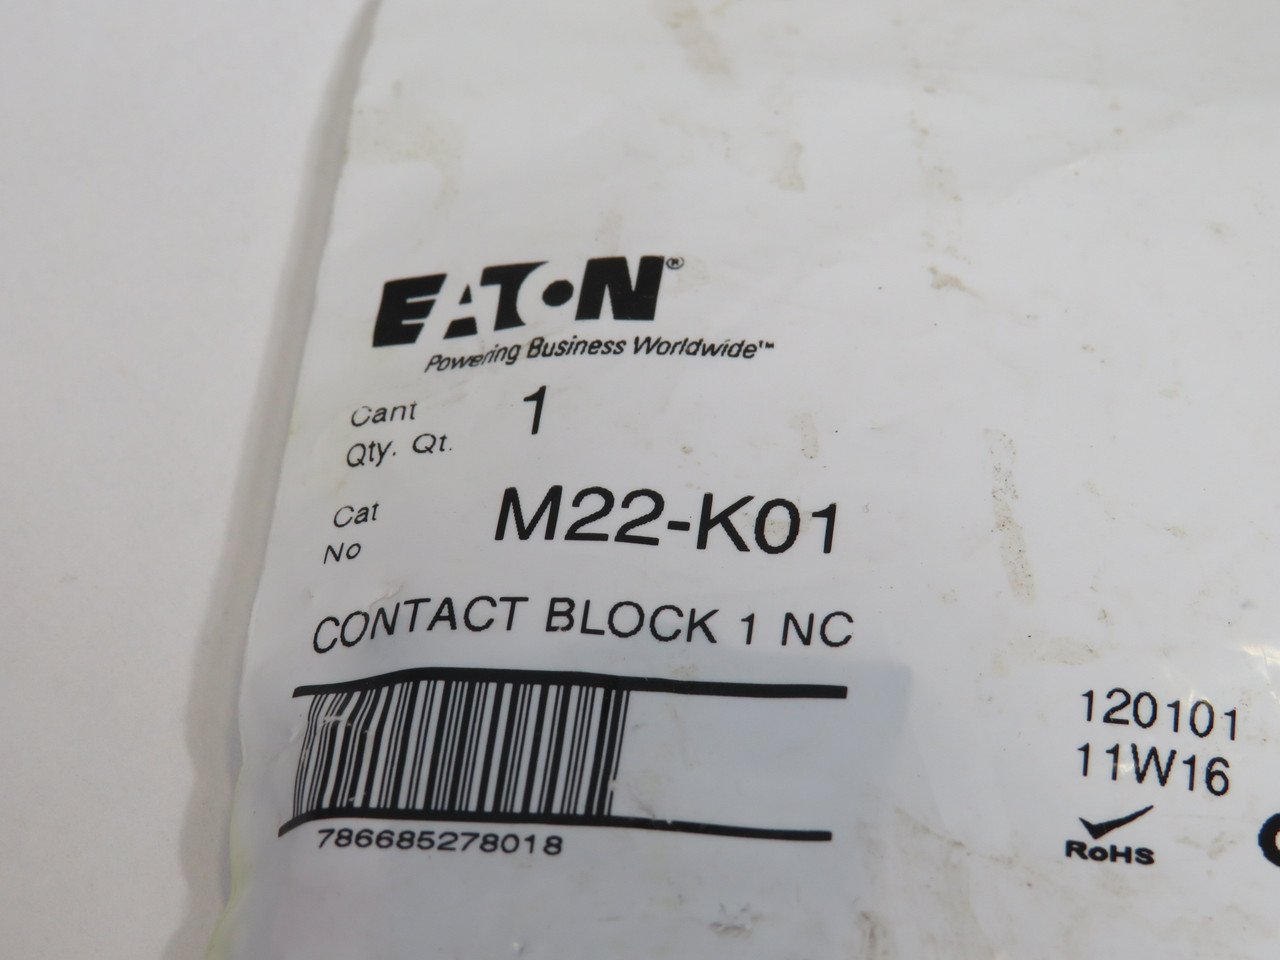 EATON®
Powering Business Worldwide™
Cant 1
Qty. Qt.
Cat M22-K01
No
CONTACT BLOCK 1 NC
786685278018
120101
11W16
RoHS